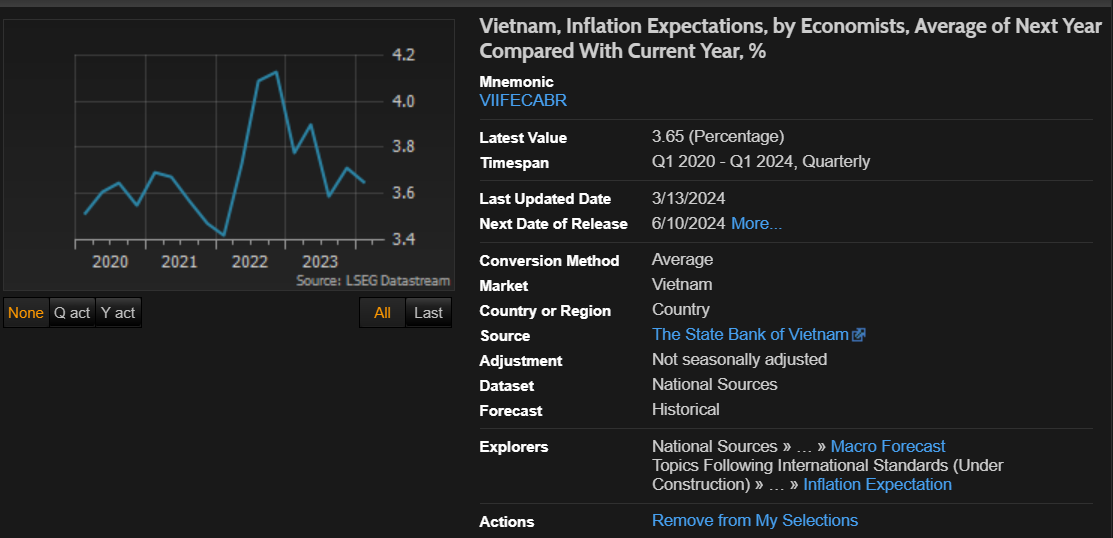 Vietnam, Inflation Expectations, by Economists, Average of Next Year
Compared With Current Year, %
Mnemonic
VIIFECABR
Latest Value 3.65 (Percentage)
Timespan Q1 2020 - Q1 2024, Quarterly
Last Updated Date 3/13/2024
Next Date of Release 6/10/2024 More...
Conversion Method Average
Market Vietnam
Country or Region Country
Source The State Bank of Vietnam
Adjustment Not seasonally adjusted
Dataset National Sources
Forecast Historical
Explorers National Sources » … » Macro Forecast
Topics Following International Standards (Under
Construction) » … » Inflation Expectation
Actions Remove from My Selections
4.2
4.0
3.8
3.6
3.4
2020 2021 2022 2023
Source: LSEG Datastream
None Q act Y act All Last